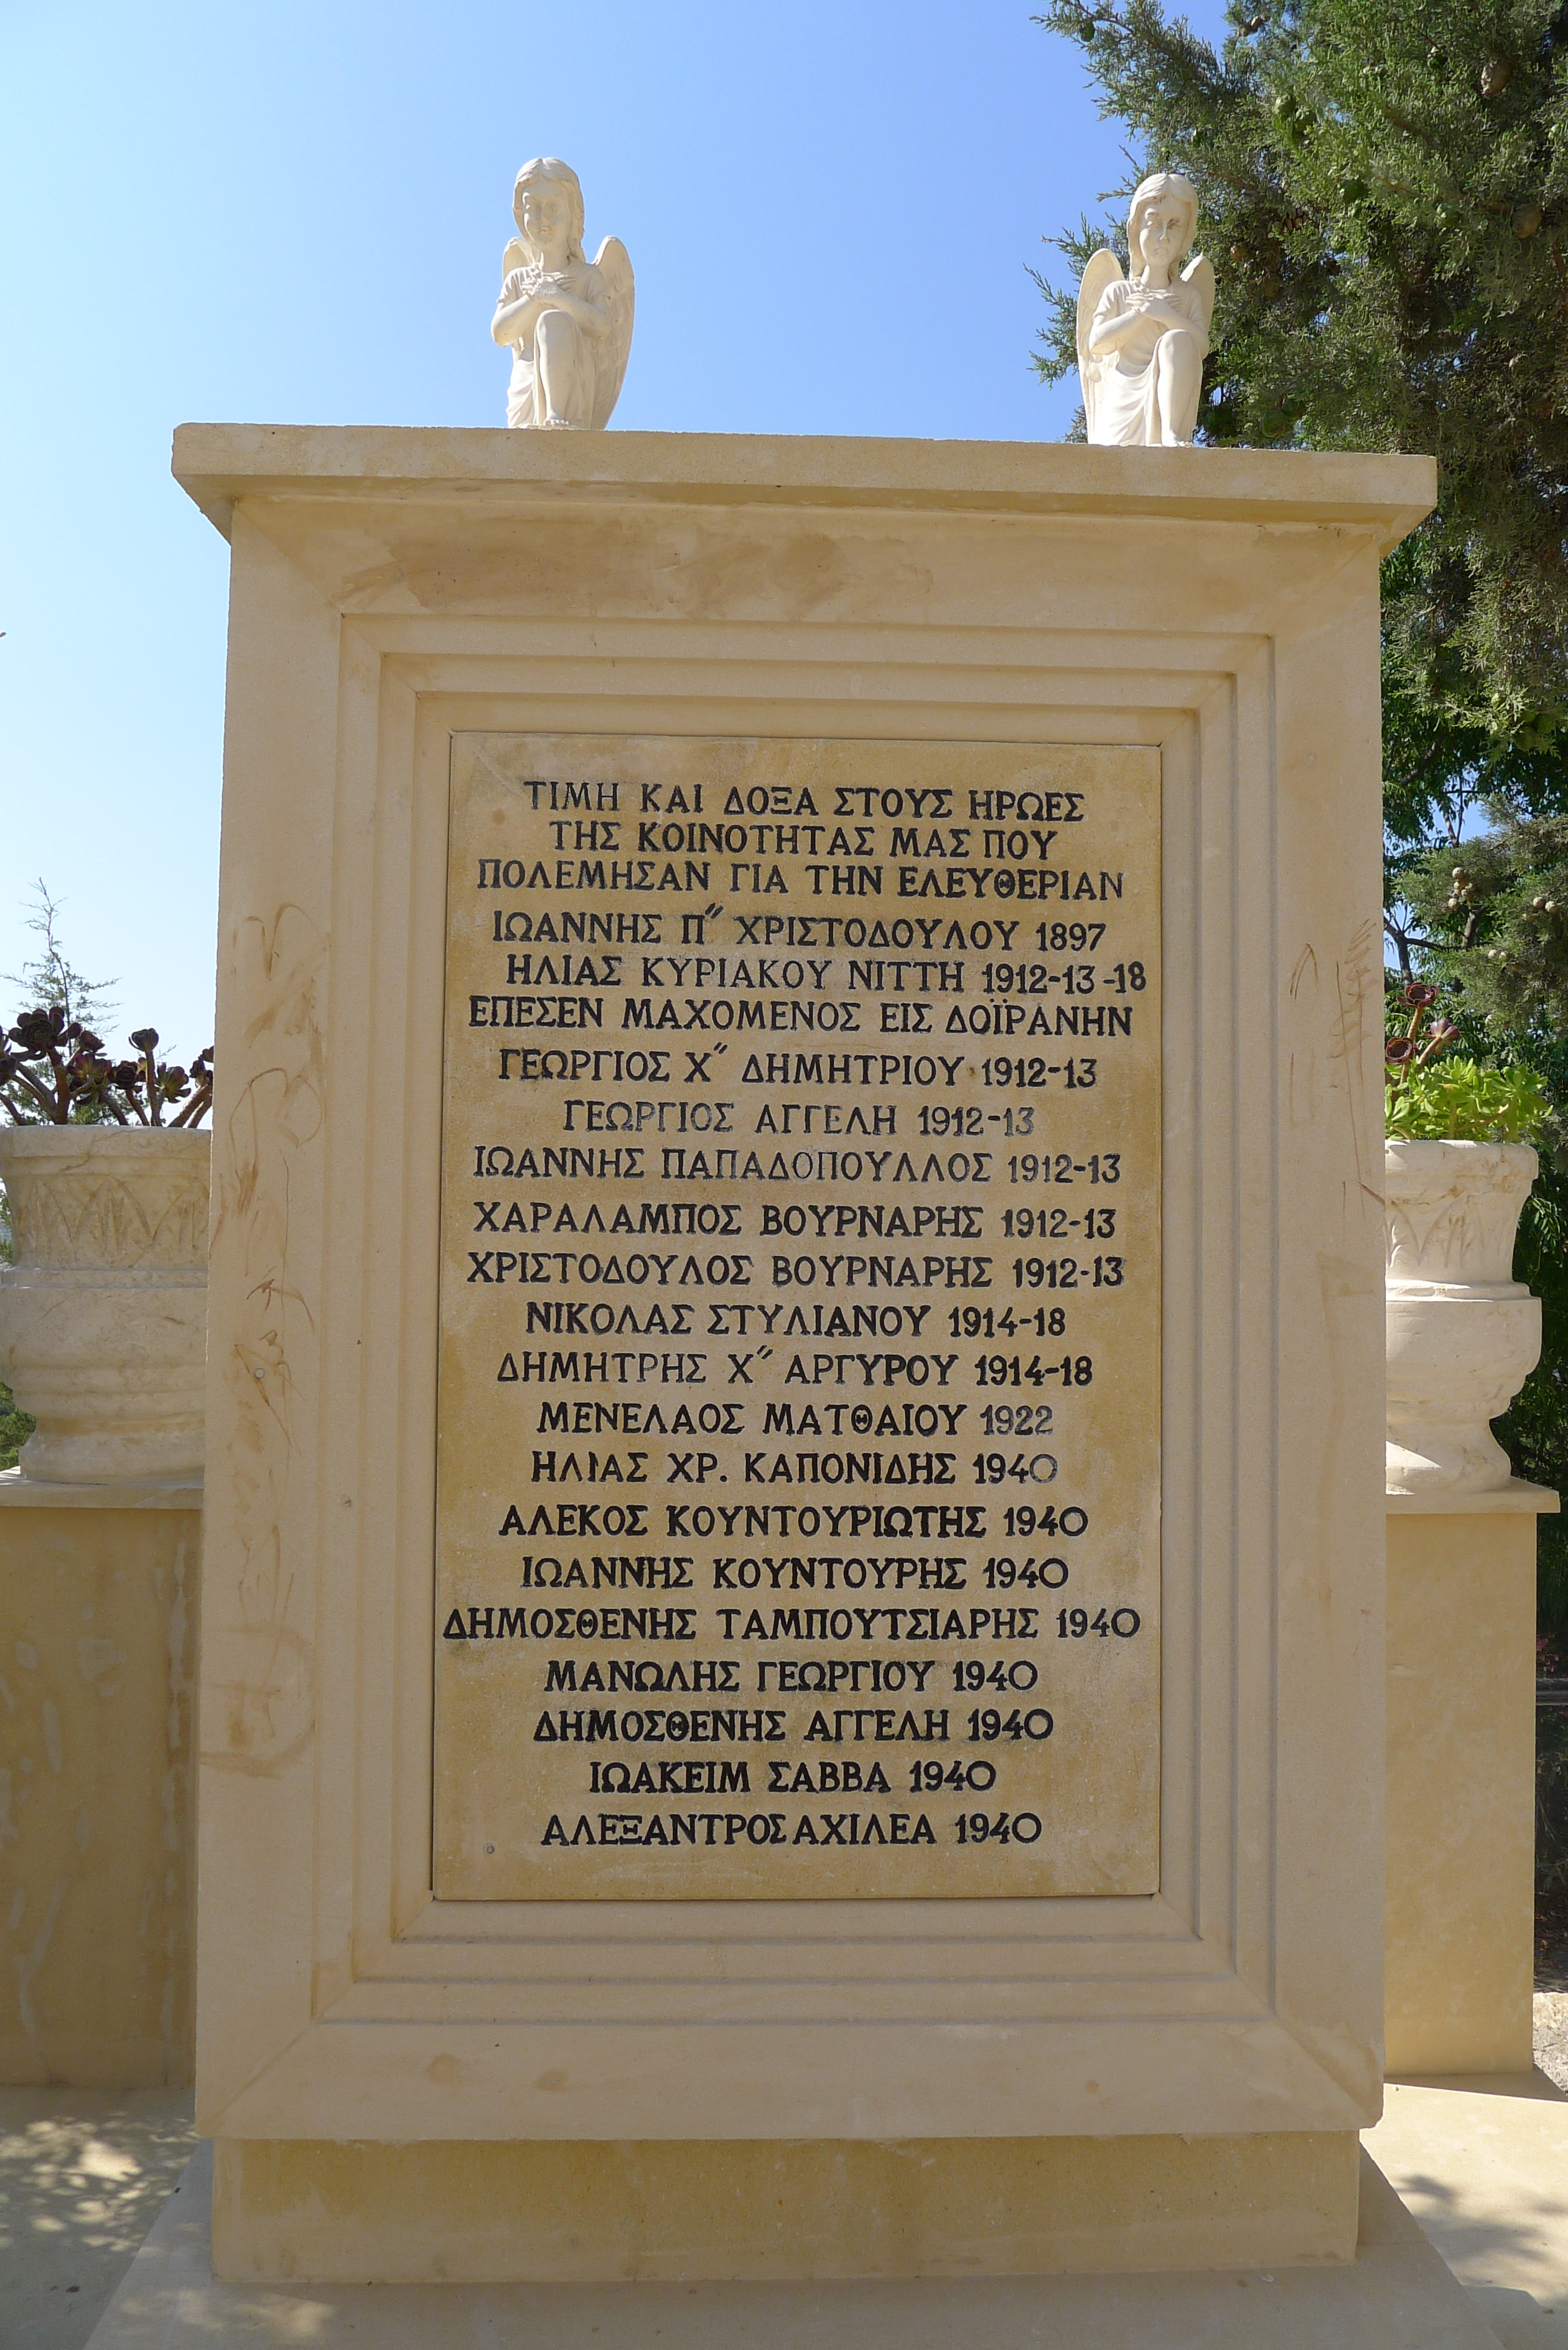 ΤΙΜΗ ΚΑΙ ΔΟΞΑ ΣΤΟΥΣ ΗΡΩΕΣ
ΤΗΣ ΚΟΙΝΟΤΗΤΑΣ ΜΑΣ ΠΟΥ
ΠΟΛΕΜΗΣΑΝ ΓΙΑ ΤΗΝ ΕΛΕΥΘΕΡΙΑΝ
ΙΩΑΝΝΗΣ Π" ΧΡΙΣΤΟΔΟΥΛΟΥ 1897
ΗΛΙΑΣ ΚΥΡΙΑΚΟΥ ΝΙΤΤΗ 1912-13-18
ΕΠΕΣΕΝ ΜΑΧΟΜΕΝΟΣ ΕΙΣ ΔΟΪΡΑΝΗΝ
ΓΕΩΡΓΙΟΣ Χ" ΔΗΜΗΤΡΙΟΥ 1912-13
ΓΕΩΡΓΙΟΣ ΑΓΓΕΛΗ 1912-13
ΙΩΑΝΝΗΣ ΠΑΠΑΔΟΠΟΥΛΛΟΣ 1912-13
ΧΑΡΑΛΑΜΠΟΣ ΒΟΥΡΝΑΡΗΣ 1912-13
ΧΡΙΣΤΟΔΟΥΛΟΣ ΒΟΥΡΝΑΡΗΣ 1912-13
ΝΙΚΟΛΑΣ ΣΤΥΛΙΑΝΟΥ 1914-18
ΔΗΜΗΤΡΗΣ Χ" ΑΡΓΥΡΟΥ 1914-18
ΜΕΝΕΛΑΟΣ ΜΑΤΘΑΙΟΥ 1922
ΗΛΙΑΣ ΧΡ. ΚΑΠΟΝΙΔΗΣ 1940
ΑΛΕΚΟΣ ΚΟΥΝΤΟΥΡΙΩΤΗΣ 1940
ΙΩΑΝΝΗΣ ΚΟΥΝΤΟΥΡΗΣ 1940
ΔΗΜΟΣΘΕΝΗΣ ΤΑΜΠΟΥΤΣΙΑΡΗΣ 1940
ΜΑΝΩΛΗΣ ΓΕΩΡΓΙΟΥ 1940
ΔΗΜΟΣΘΕΝΗΣ ΑΓΓΕΛΗ 1940
ΙΩΑΚΕΙΜ ΣΑΒΒΑ 1940
ΑΛΕΞΑΝΤΡΟΣ ΑΧΙΛΕΑ 1940